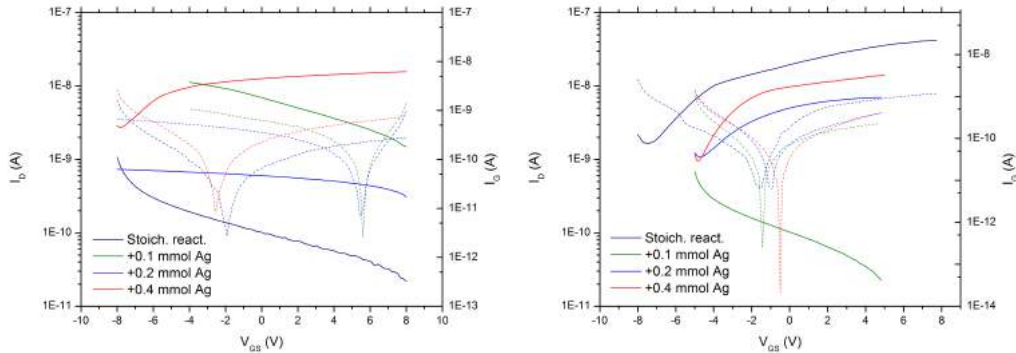 1E-7
1E-8
1E-9
1E-10
1E-11
I_D (A)
Stoich. react.
+0.1 mmol Ag
+0.2 mmol Ag
+0.4 mmol Ag
-10 -8 -6 -4 -2 0 2 4 6 8 10
V_GS (V)
1E-7
1E-8
1E-9
1E-10
1E-11
1E-12
1E-13
I_G (A)
1E-7
1E-8
1E-9
1E-10
1E-11
I_D (A)
Stoich. react.
+0.1 mmol Ag
+0.2 mmol Ag
+0.4 mmol Ag
-10 -8 -6 -4 -2 0 2 4 6 8
V_GS (V)
1E-8
1E-10
1E-12
1E-14
I_G (A)